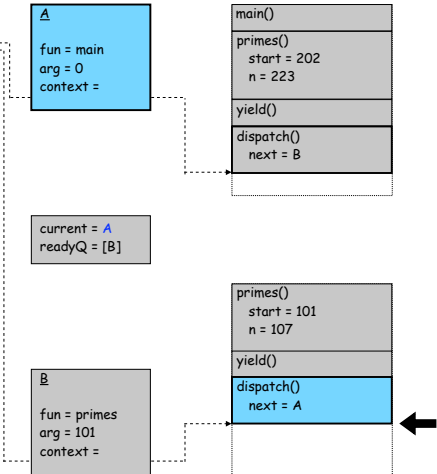 A
fun = main
arg = 0
context =
main()
primes()
start = 202
n = 223
yield()
dispatch()
next = B
current = A
readyQ = [B]
primes()
start = 101
n = 107
yield()
dispatch()
next = A
B
fun = primes
arg = 101
context =